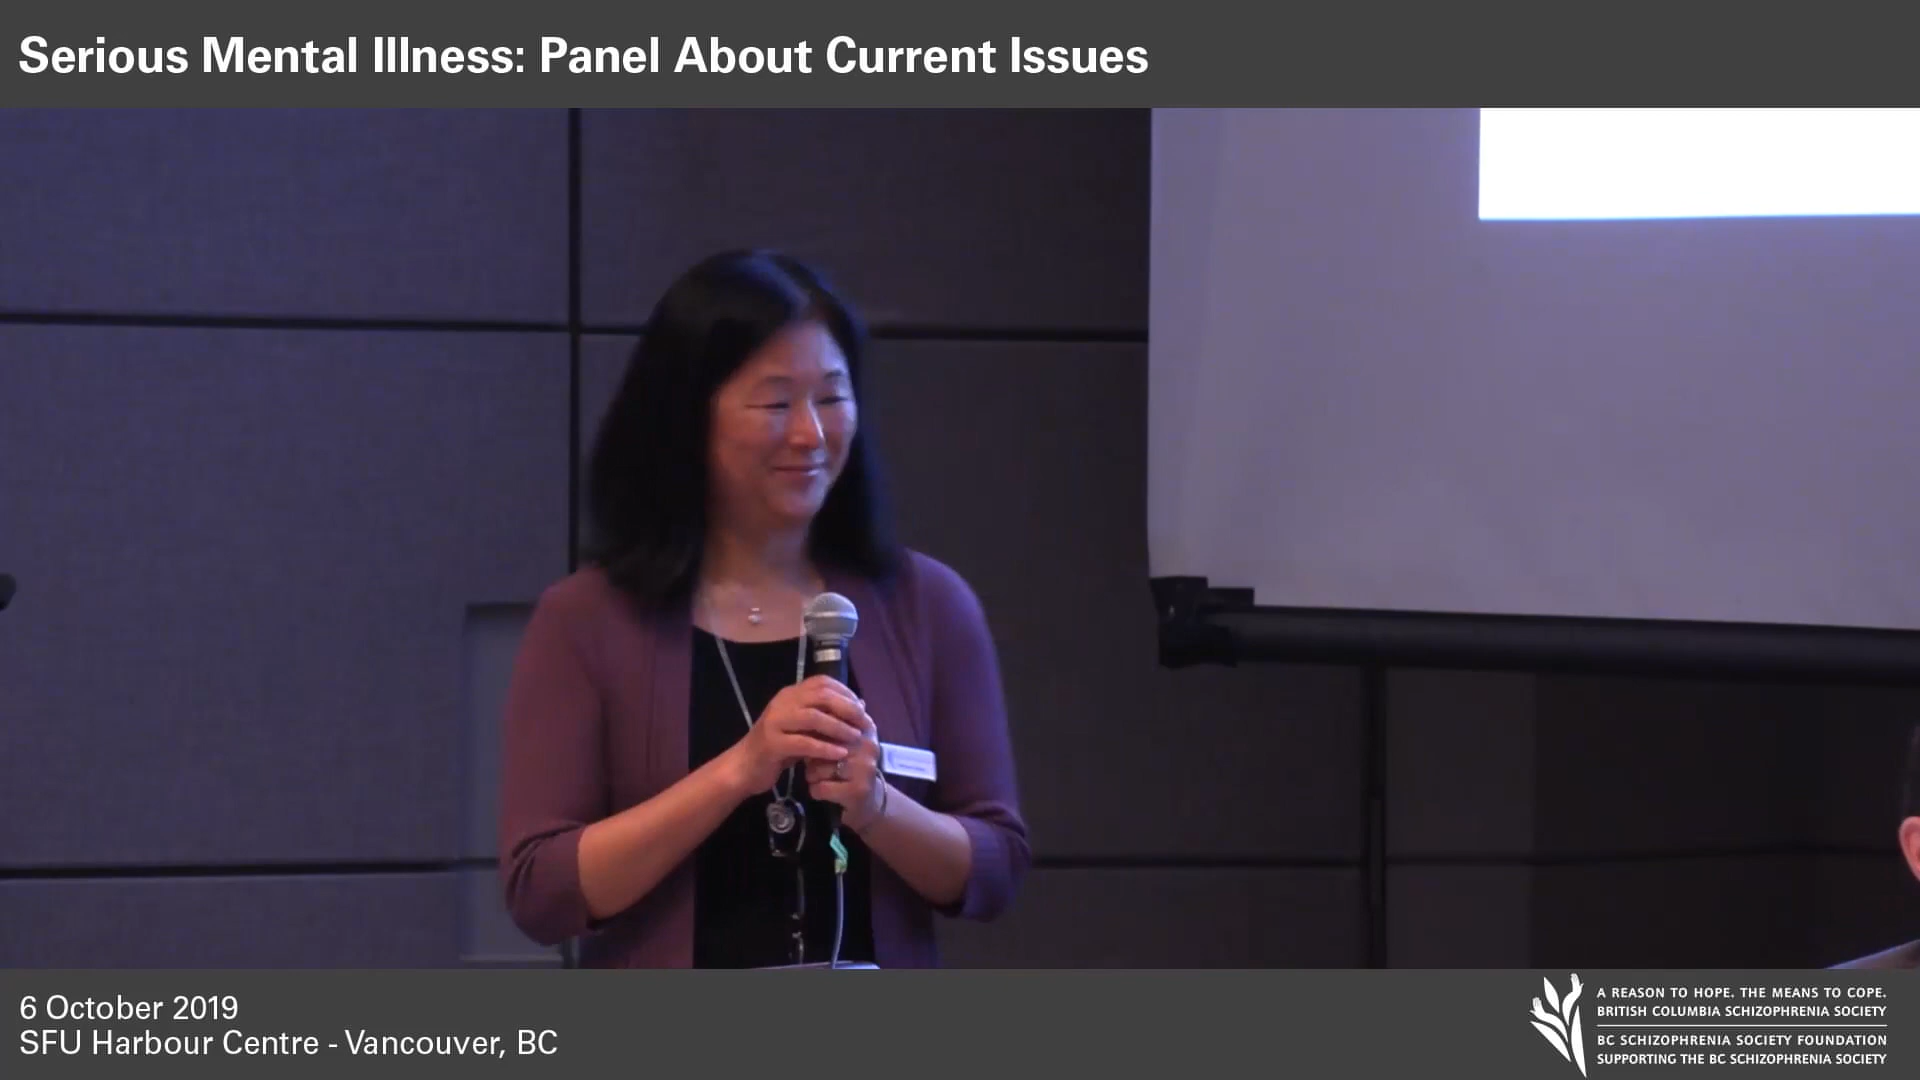 Serious Mental Illness: Panel About Current Issues
6 October 2019
SFU Harbour Centre - Vancouver, BC
A REASON TO HOPE. THE MEANS TO COPE.
BRITISH COLUMBIA SCHIZOPHRENIA SOCIETY
BC SCHIZOPHRENIA SOCIETY FOUNDATION
SUPPORTING THE BC SCHIZOPHRENIA SOCIETY